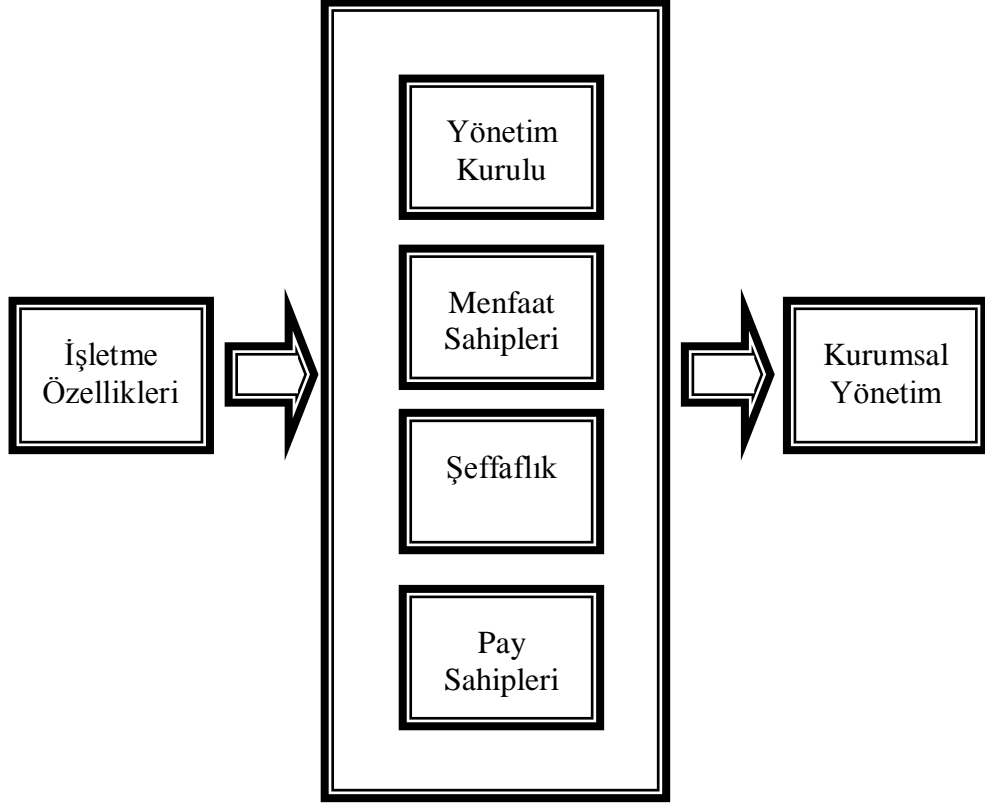 İşletme
Özellikleri
Yönetim
Kurulu
Menfaat
Sahipleri
Şeffaflık
Pay
Sahipleri
Kurumsal
Yönetim